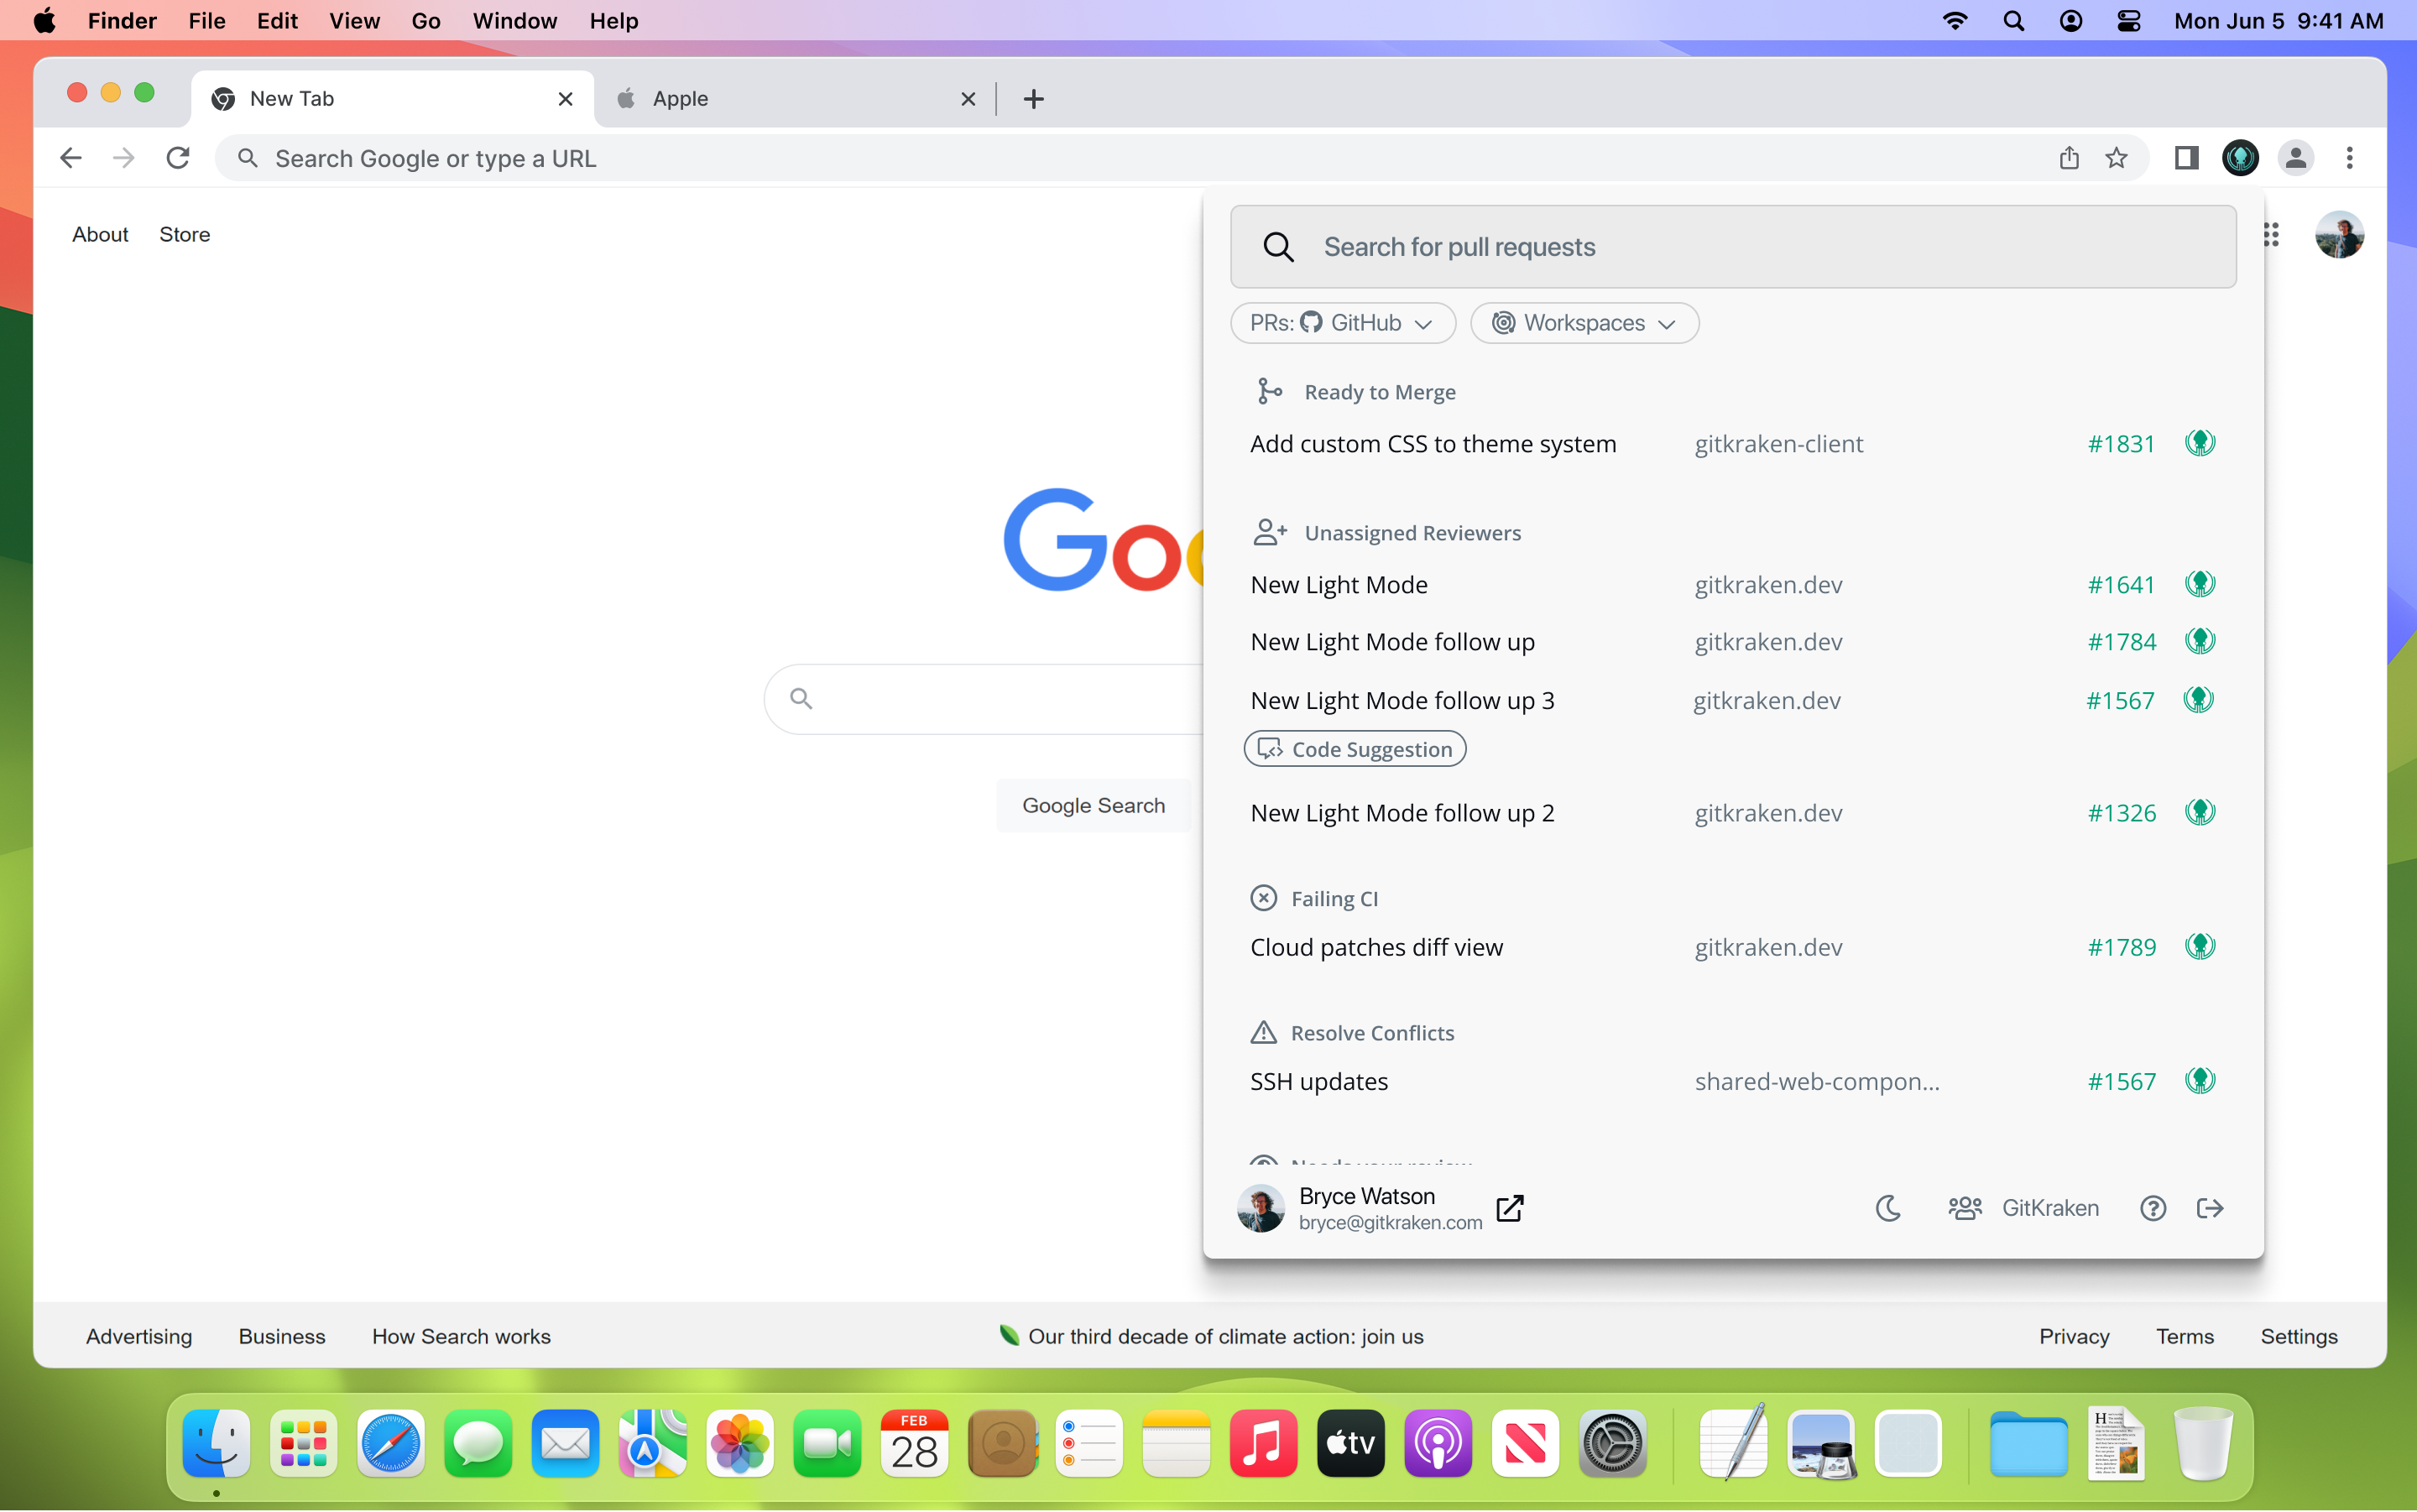 Finder File Edit View Go Window Help Mon Jun 5 9:41 AM
New Tab Apple
Search Google or type a URL
About Store
Search for pull requests
PRs: GitHub Workspaces
Ready to Merge
Add custom CSS to theme system gitkraken-client #1831
Unassigned Reviewers
New Light Mode gitkraken.dev #1641
New Light Mode follow up gitkraken.dev #1784
New Light Mode follow up 3 gitkraken.dev #1567
Code Suggestion
New Light Mode follow up 2 gitkraken.dev #1326
Failing CI
Cloud patches diff view gitkraken.dev #1789
Resolve Conflicts
SSH updates shared-web-compon... #1567
Needs your review
Bryce Watson
bryce@gitkraken.com
GitKraken
Goo
Google Search
Advertising Business How Search works Our third decade of climate action: join us Privacy Terms Settings
FEB
28
tv